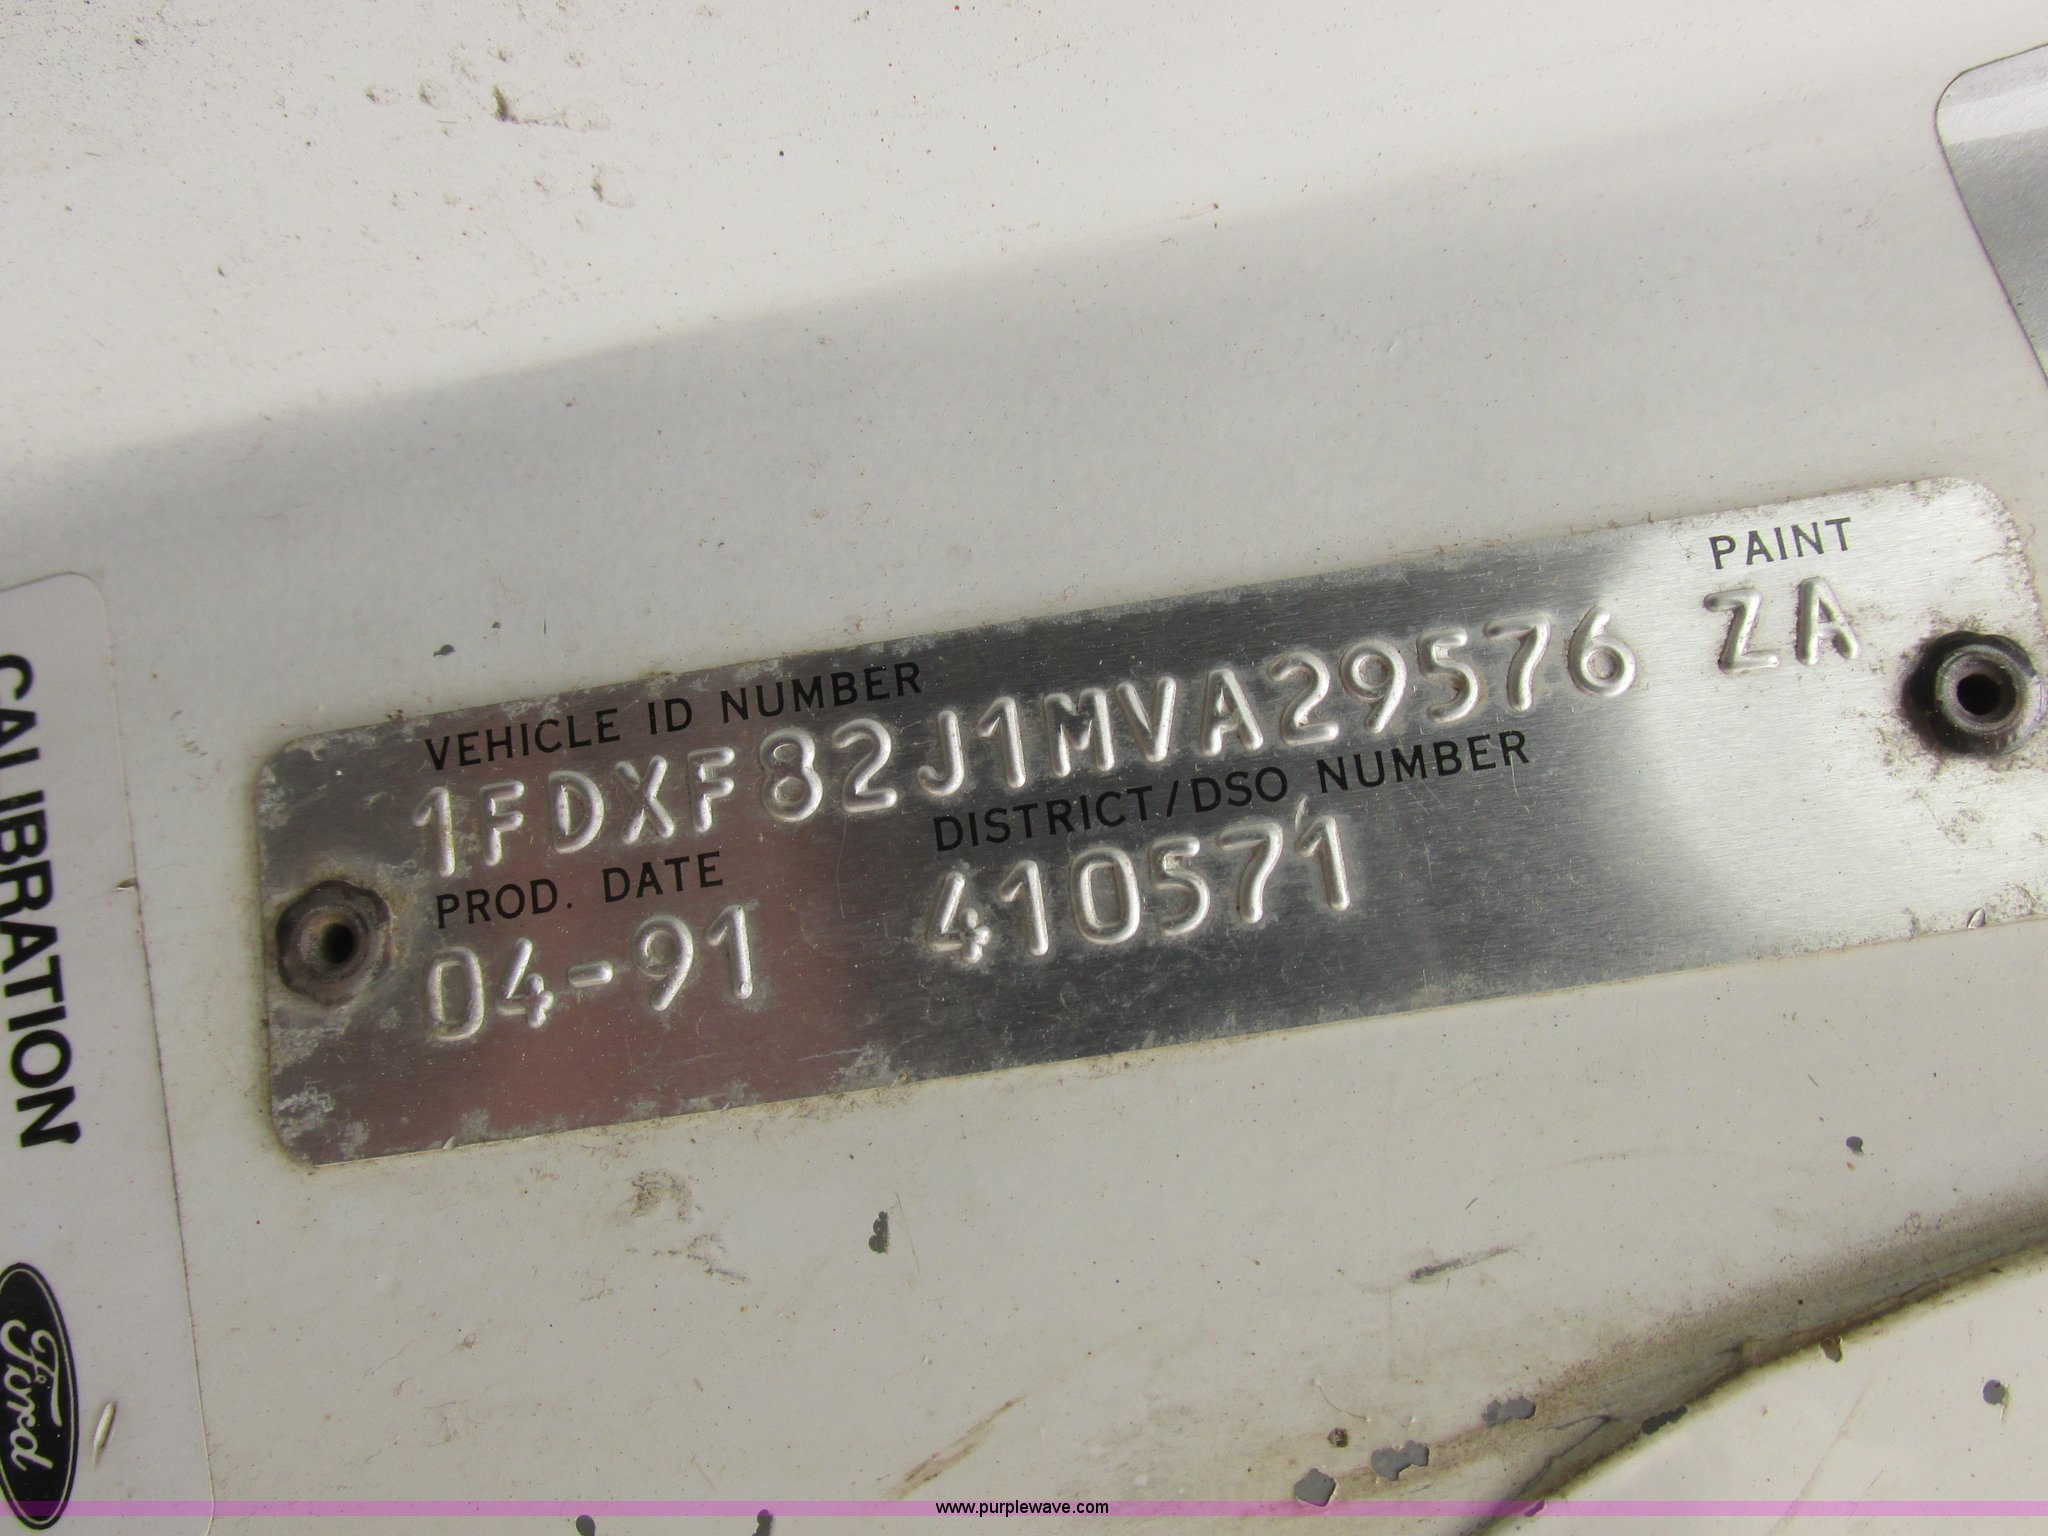 VEHICLE ID NUMBER
PAINT
1FDXF82J1MVA29576 ZA
PROD. DATE
DISTRICT/DSO NUMBER
04-91
410571
CALIBRATION
Ford
www.purplewave.com